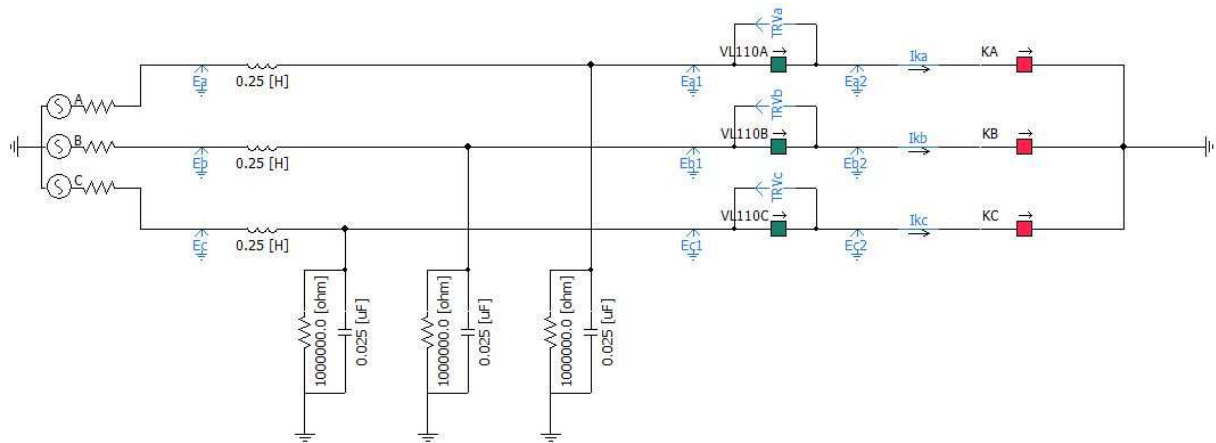 TRVa
VL110A
Ika
KA
Ea
0.25 [H]
Ea1
Ea2
A
TRVb
VL110B
Ikb
KB
B
Eb
0.25 [H]
Eb1
Eb2
C
TRVc
VL110C
Ikc
KC
Ec
0.25 [H]
Ec1
Ec2
1000000.0 [ohm]
0.025 [uF]
1000000.0 [ohm]
0.025 [uF]
1000000.0 [ohm]
0.025 [uF]